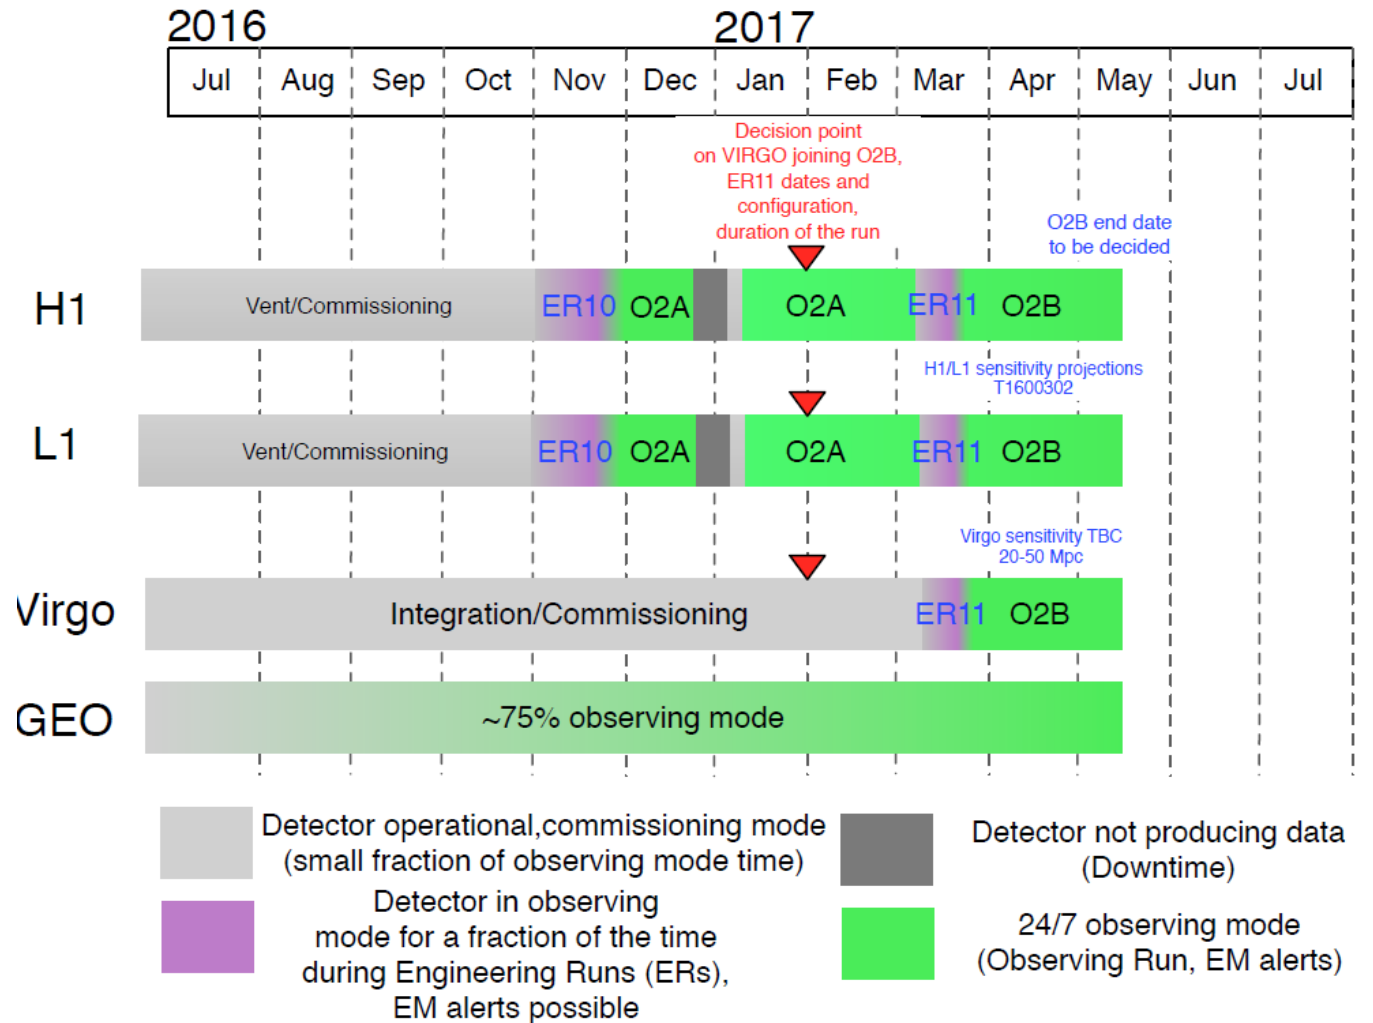 2016 2017
Jul Aug Sep Oct Nov Dec Jan Feb Mar Apr May Jun Jul
Decision point
on VIRGO joining O2B,
ER11 dates and
configuration,
duration of the run
O2B end date
to be decided
H1 Vent/Commissioning ER10 O2A O2A ER11 O2B
H1/L1 sensitivity projections
T1600302
L1 Vent/Commissioning ER10 O2A O2A ER11 O2B
Virgo sensitivity TBC
20-50 Mpc
Virgo Integration/Commissioning ER11 O2B
GEO ~75% observing mode
Detector operational,commissioning mode
(small fraction of observing mode time)
Detector not producing data
(Downtime)
Detector in observing
mode for a fraction of the time
during Engineering Runs (ERs),
EM alerts possible
24/7 observing mode
(Observing Run, EM alerts)